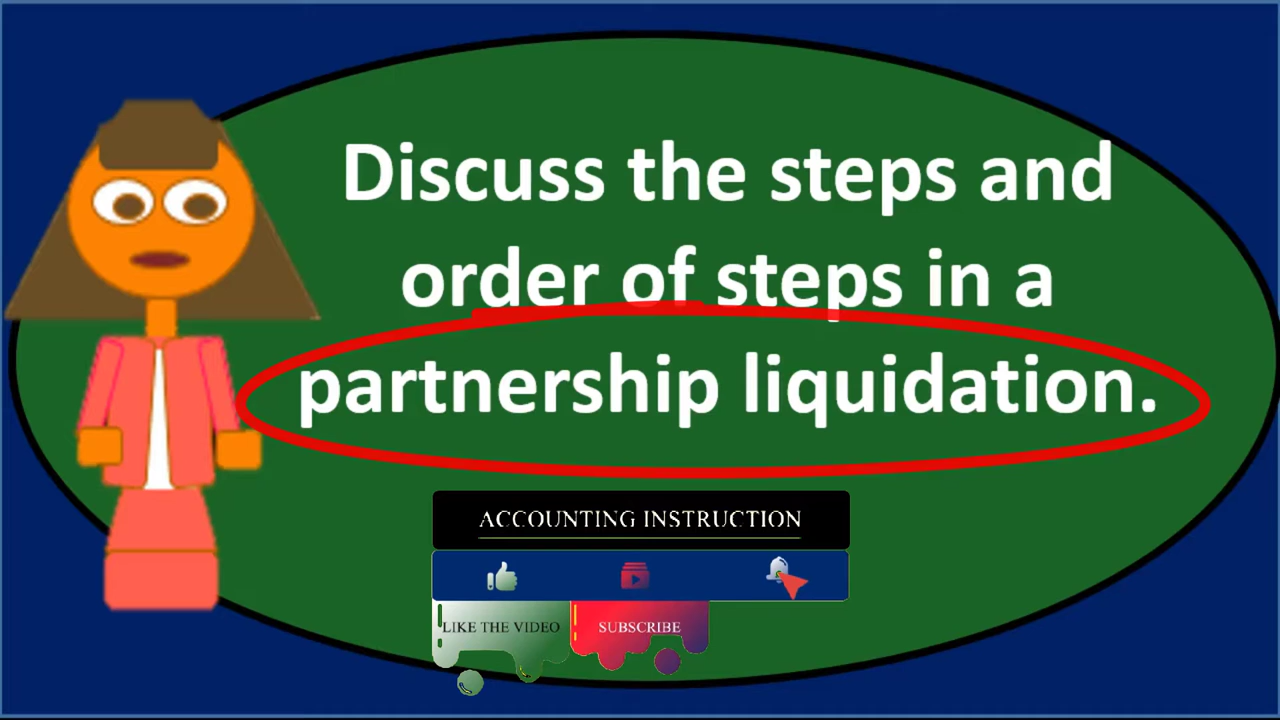 Discuss the steps and
order of steps in a
partnership liquidation.
ACCOUNTING INSTRUCTION
LIKE THE VIDEO
SUBSCRIBE